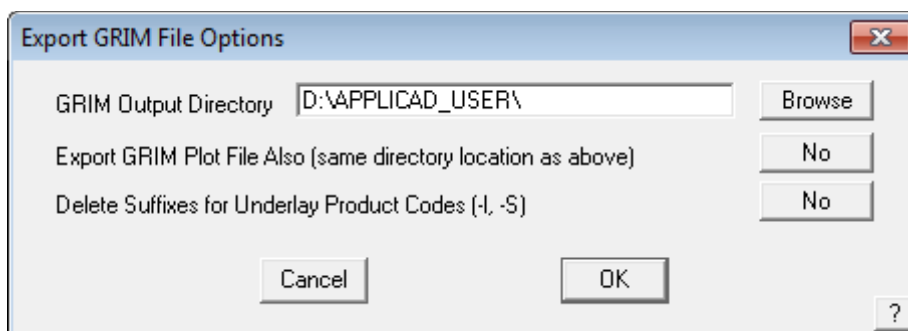 Export GRIM File Options
GRIM Output Directory D:\APPLICAD_USER\ Browse
Export GRIM Plot File Also (same directory location as above) No
Delete Suffixes for Underlay Product Codes (-I, -S) No
Cancel OK
?